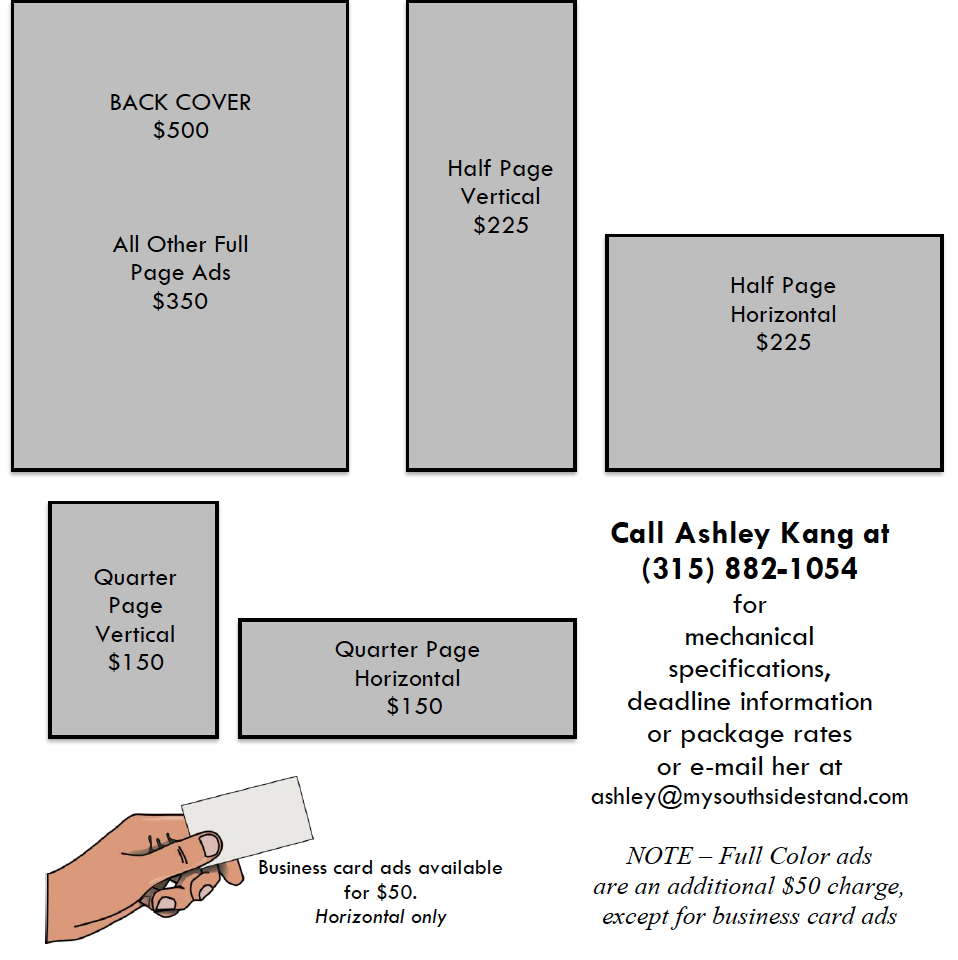 BACK COVER
$500
All Other Full
Page Ads
$350
Half Page
Vertical
$225
Half Page
Horizontal
$225
Quarter
Page
Vertical
$150
Quarter Page
Horizontal
$150
Call Ashley Kang at
(315) 882-1054
for
mechanical
specifications,
deadline information
or package rates
or e-mail her at
ashley@mysouthsidestand.com
Business card ads available
for $50.
Horizontal only
NOTE – Full Color ads
are an additional $50 charge,
except for business card ads